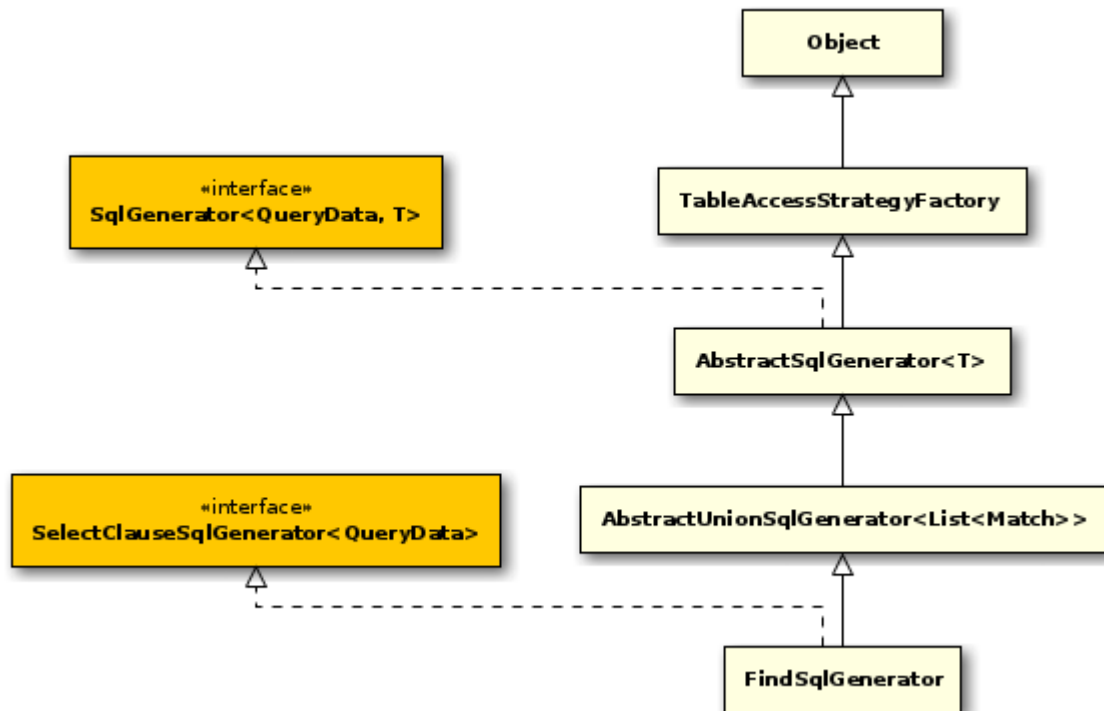 Object
«interface»
SqlGenerator<QueryData, T>
TableAccessStrategyFactory
AbstractSqlGenerator<T>
«interface»
SelectClauseSqlGenerator<QueryData>
AbstractUnionSqlGenerator<List<Match>>
FindSqlGenerator